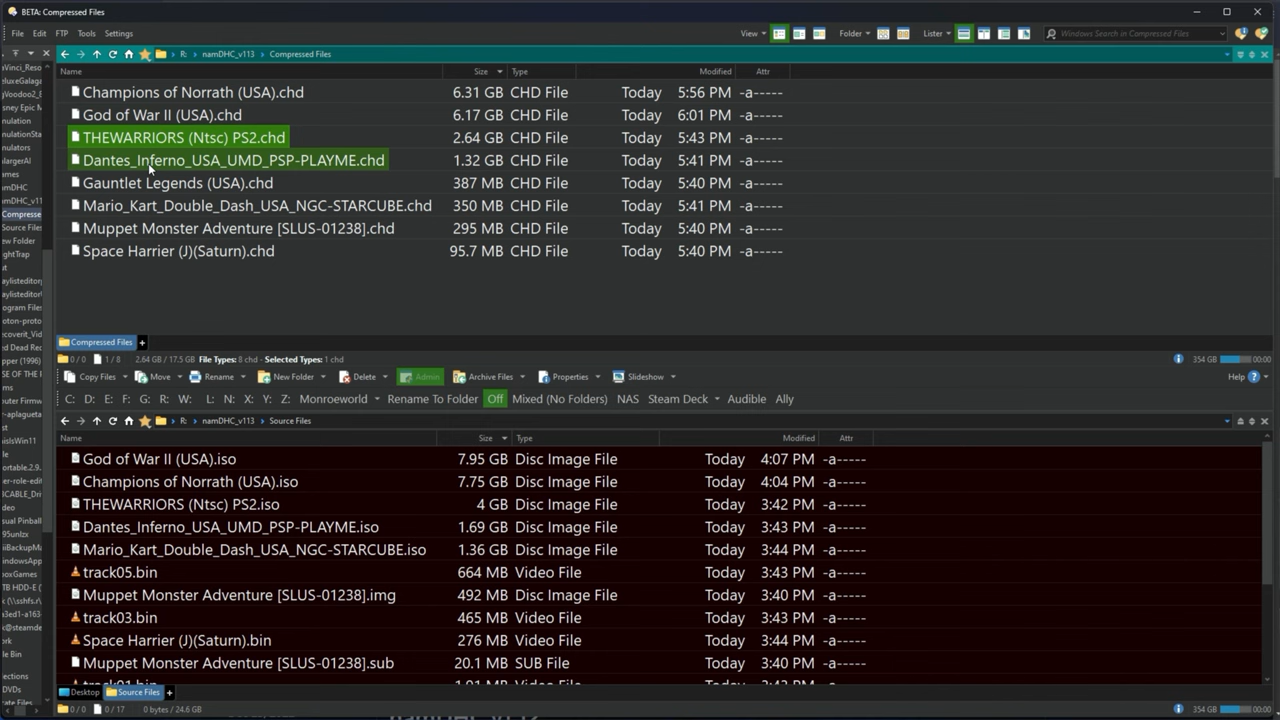 BETA: Compressed Files
File Edit FTP Tools Settings
View Folder Lister Windows Search in Compressed Files
R: namDHC_v113 Compressed Files
Name Size Type Modified Attr
Champions of Norrath (USA).chd 6.31 GB CHD File Today 5:56 PM -a-----
God of War II (USA).chd 6.17 GB CHD File Today 6:01 PM -a-----
THEWARRIORS (Ntsc) PS2.chd 2.64 GB CHD File Today 5:43 PM -a-----
Dantes_Inferno_USA_UMD_PSP-PLAYME.chd 1.32 GB CHD File Today 5:41 PM -a-----
Gauntlet Legends (USA).chd 387 MB CHD File Today 5:40 PM -a-----
Mario_Kart_Double_Dash_USA_NGC-STARCUBE.chd 350 MB CHD File Today 5:41 PM -a-----
Muppet Monster Adventure [SLUS-01238].chd 295 MB CHD File Today 5:40 PM -a-----
Space Harrier (J)(Saturn).chd 95.7 MB CHD File Today 5:40 PM -a-----
Compressed Files
0 / 0 1 / 8 2.64 GB / 17.5 GB File Types: 8 chd - Selected Types: 1 chd 354 GB 00:00
Copy Files Move Rename New Folder Delete Admin Archive Files Properties Slideshow Help
C: D: E: F: G: R: W: L: N: X: Y: Z: Monroeworld Rename To Folder Off Mixed (No Folders) NAS Steam Deck Audible Ally
R: namDHC_v113 Source Files
Name Size Type Modified Attr
God of War II (USA).iso 7.95 GB Disc Image File Today 4:07 PM -a-----
Champions of Norrath (USA).iso 7.75 GB Disc Image File Today 4:04 PM -a-----
THEWARRIORS (Ntsc) PS2.iso 4 GB Disc Image File Today 3:42 PM -a-----
Dantes_Inferno_USA_UMD_PSP-PLAYME.iso 1.69 GB Disc Image File Today 3:43 PM -a-----
Mario_Kart_Double_Dash_USA_NGC-STARCUBE.iso 1.36 GB Disc Image File Today 3:44 PM -a-----
track05.bin 664 MB Video File Today 3:43 PM -a-----
Muppet Monster Adventure [SLUS-01238].img 492 MB Disc Image File Today 3:40 PM -a-----
track03.bin 465 MB Video File Today 3:43 PM -a-----
Space Harrier (J)(Saturn).bin 276 MB Video File Today 3:44 PM -a-----
Muppet Monster Adventure [SLUS-01238].sub 20.1 MB SUB File Today 3:40 PM -a-----
Desktop Source Files
0 / 0 0 / 17 0 bytes / 24.6 GB 354 GB 00:00